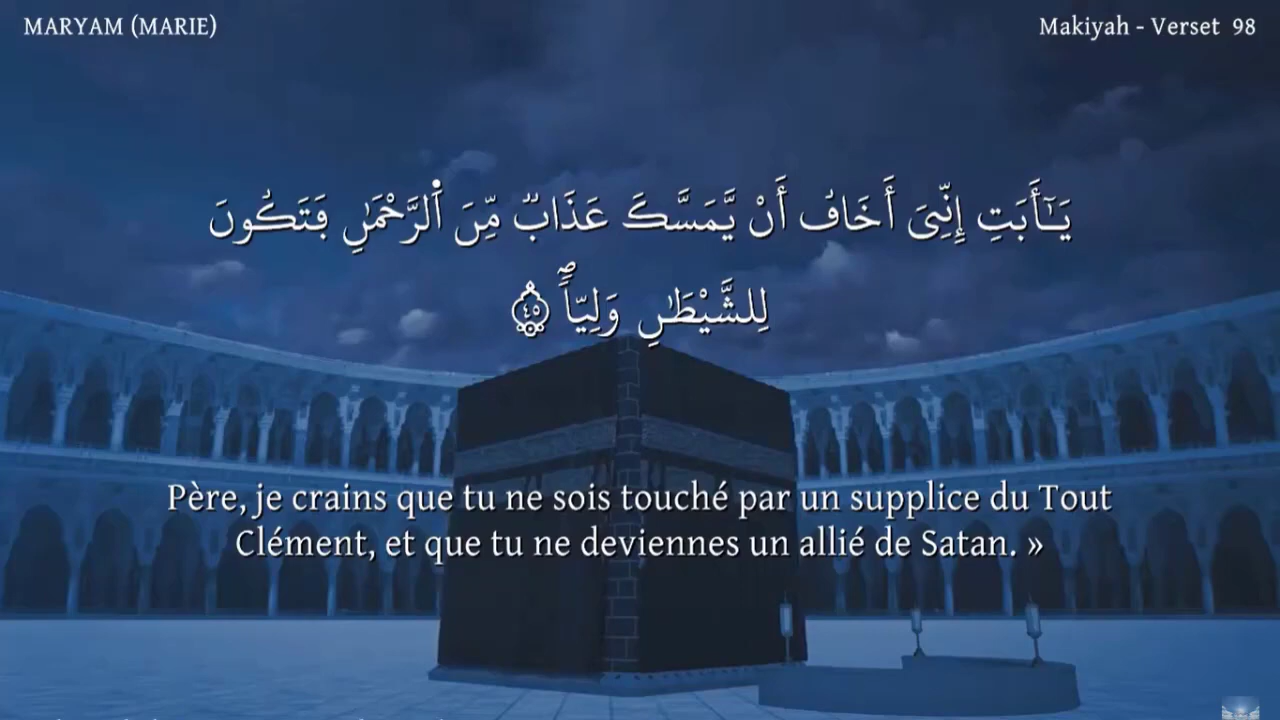 MARYAM (MARIE)
Makiyah - Verset 98
يَـٰٓأَبَتِ إِنِّىَ أَخَافُ أَنْ يَّمَسَّكَ عَذَابٌ مِّنَ ٱلرَّحْمَـٰنِ فَتَكُونَ
لِلشَّيْطَـٰنِ وَلِيّاًۖ ٤٥
Père, je crains que tu ne sois touché par un supplice du Tout
Clément, et que tu ne deviennes un allié de Satan. »